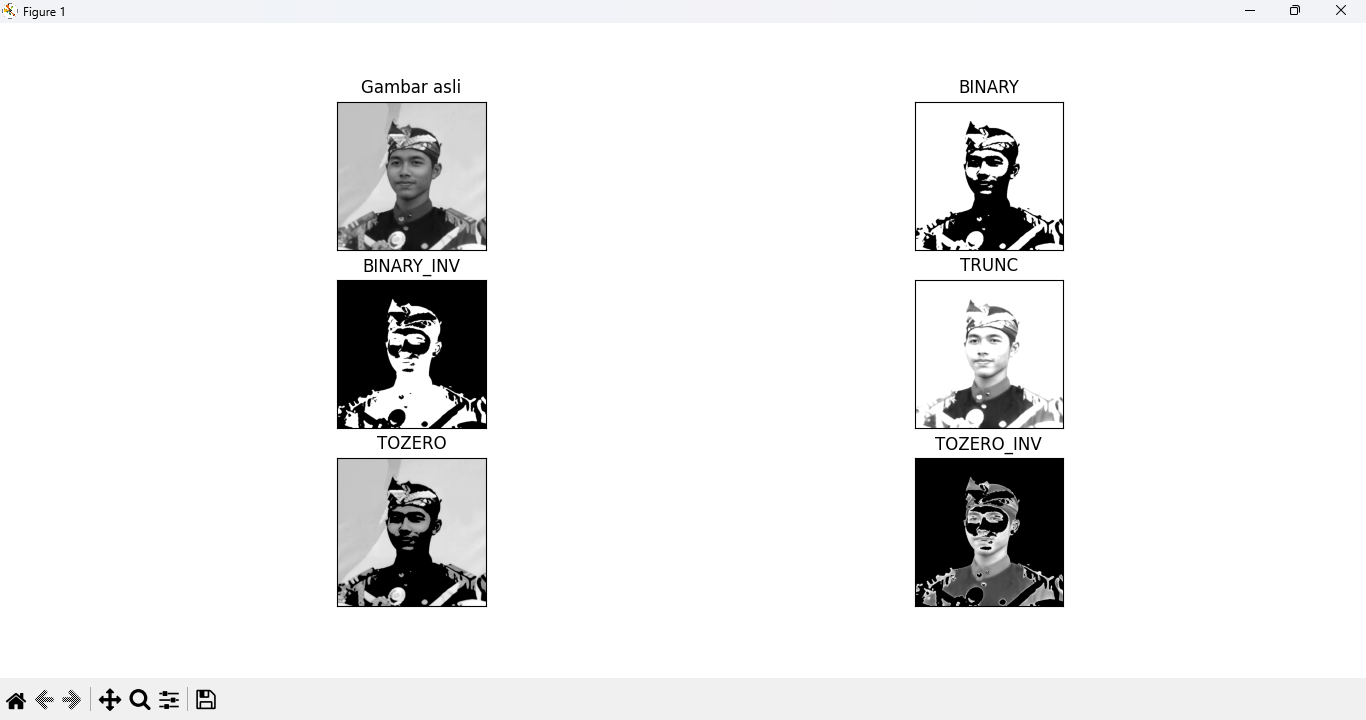 Figure 1
Gambar asli
BINARY
BINARY_INV
TRUNC
TOZERO
TOZERO_INV